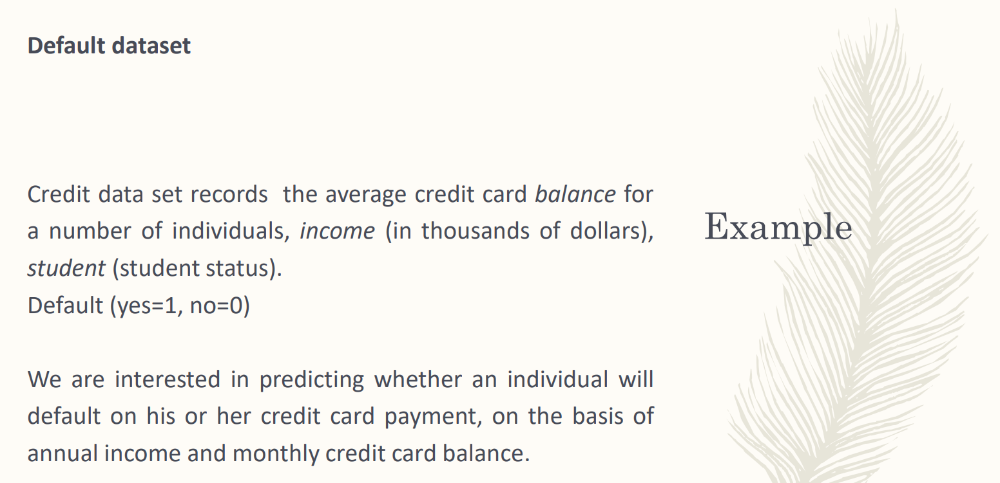 Default dataset
Credit data set records the average credit card balance for
a number of individuals, income (in thousands of dollars),
student (student status).
Default (yes=1, no=0)
We are interested in predicting whether an individual will
default on his or her credit card payment, on the basis of
annual income and monthly credit card balance.
Example